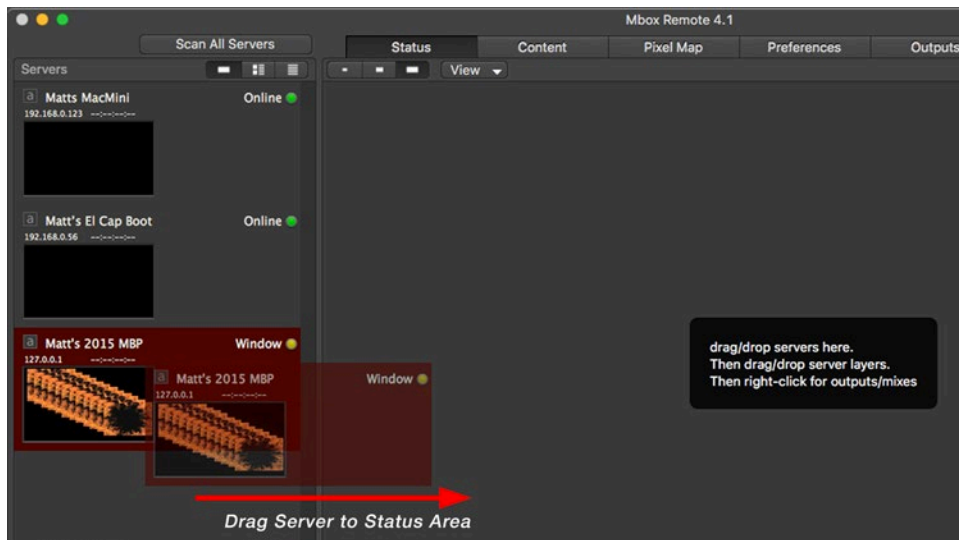 Mbox Remote 4.1
Scan All Servers
Status Content Pixel Map Preferences Outputs
Servers
View
a Matts MacMini Online
192.168.0.123 --:--:--:--
a Matt's El Cap Boot Online
192.168.0.56 --:--:--:--
a Matt's 2015 MBP Window
127.0.0.1 --:--:--:--
a Matt's 2015 MBP Window
127.0.0.1 --:--:--:--
drag/drop servers here.
Then drag/drop server layers.
Then right-click for outputs/mixes
Drag Server to Status Area